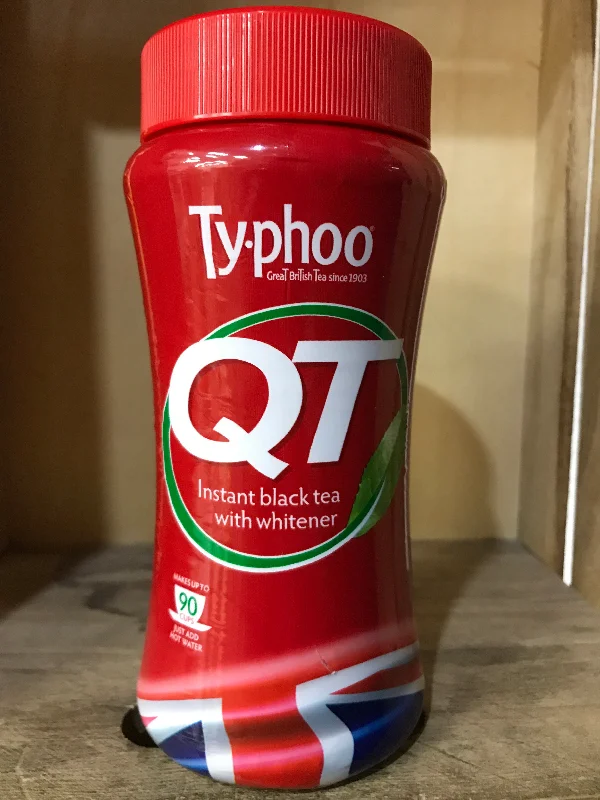 Ty·phoo
Great British Tea since 1903
QT
Instant black tea
with whitener
MAKES UP TO
90
CUPS
JUST ADD
HOT WATER